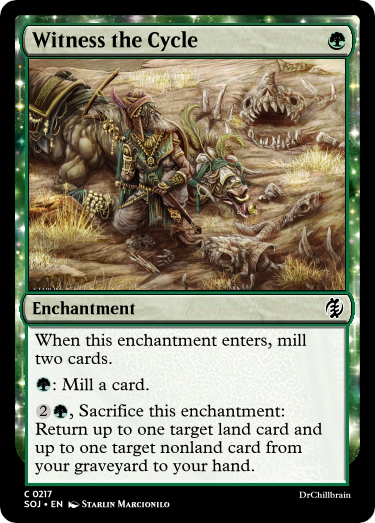 Witness the Cycle
Enchantment
When this enchantment enters, mill
two cards.
: Mill a card.
2 , Sacrifice this enchantment:
Return up to one target land card and
up to one target nonland card from
your graveyard to your hand.
C 0217
SOJ • EN Starlin Marcionilo
DrChillbrain